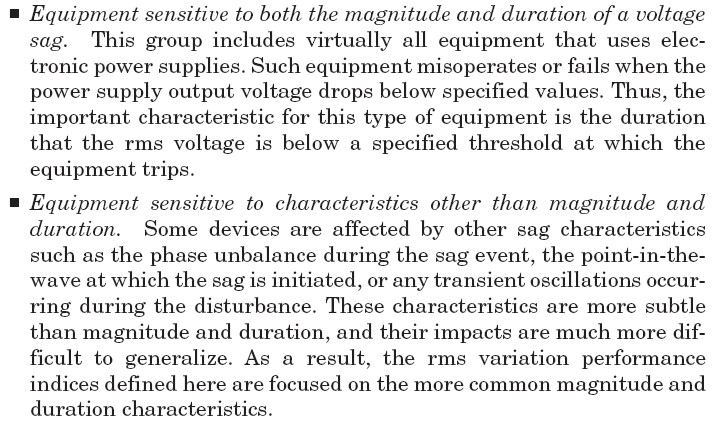 ▪ Equipment sensitive to both the magnitude and duration of a voltage
sag. This group includes virtually all equipment that uses elec-
tronic power supplies. Such equipment misoperates or fails when the
power supply output voltage drops below specified values. Thus, the
important characteristic for this type of equipment is the duration
that the rms voltage is below a specified threshold at which the
equipment trips.
▪ Equipment sensitive to characteristics other than magnitude and
duration. Some devices are affected by other sag characteristics
such as the phase unbalance during the sag event, the point-in-the-
wave at which the sag is initiated, or any transient oscillations occur-
ring during the disturbance. These characteristics are more subtle
than magnitude and duration, and their impacts are much more dif-
ficult to generalize. As a result, the rms variation performance
indices defined here are focused on the more common magnitude and
duration characteristics.